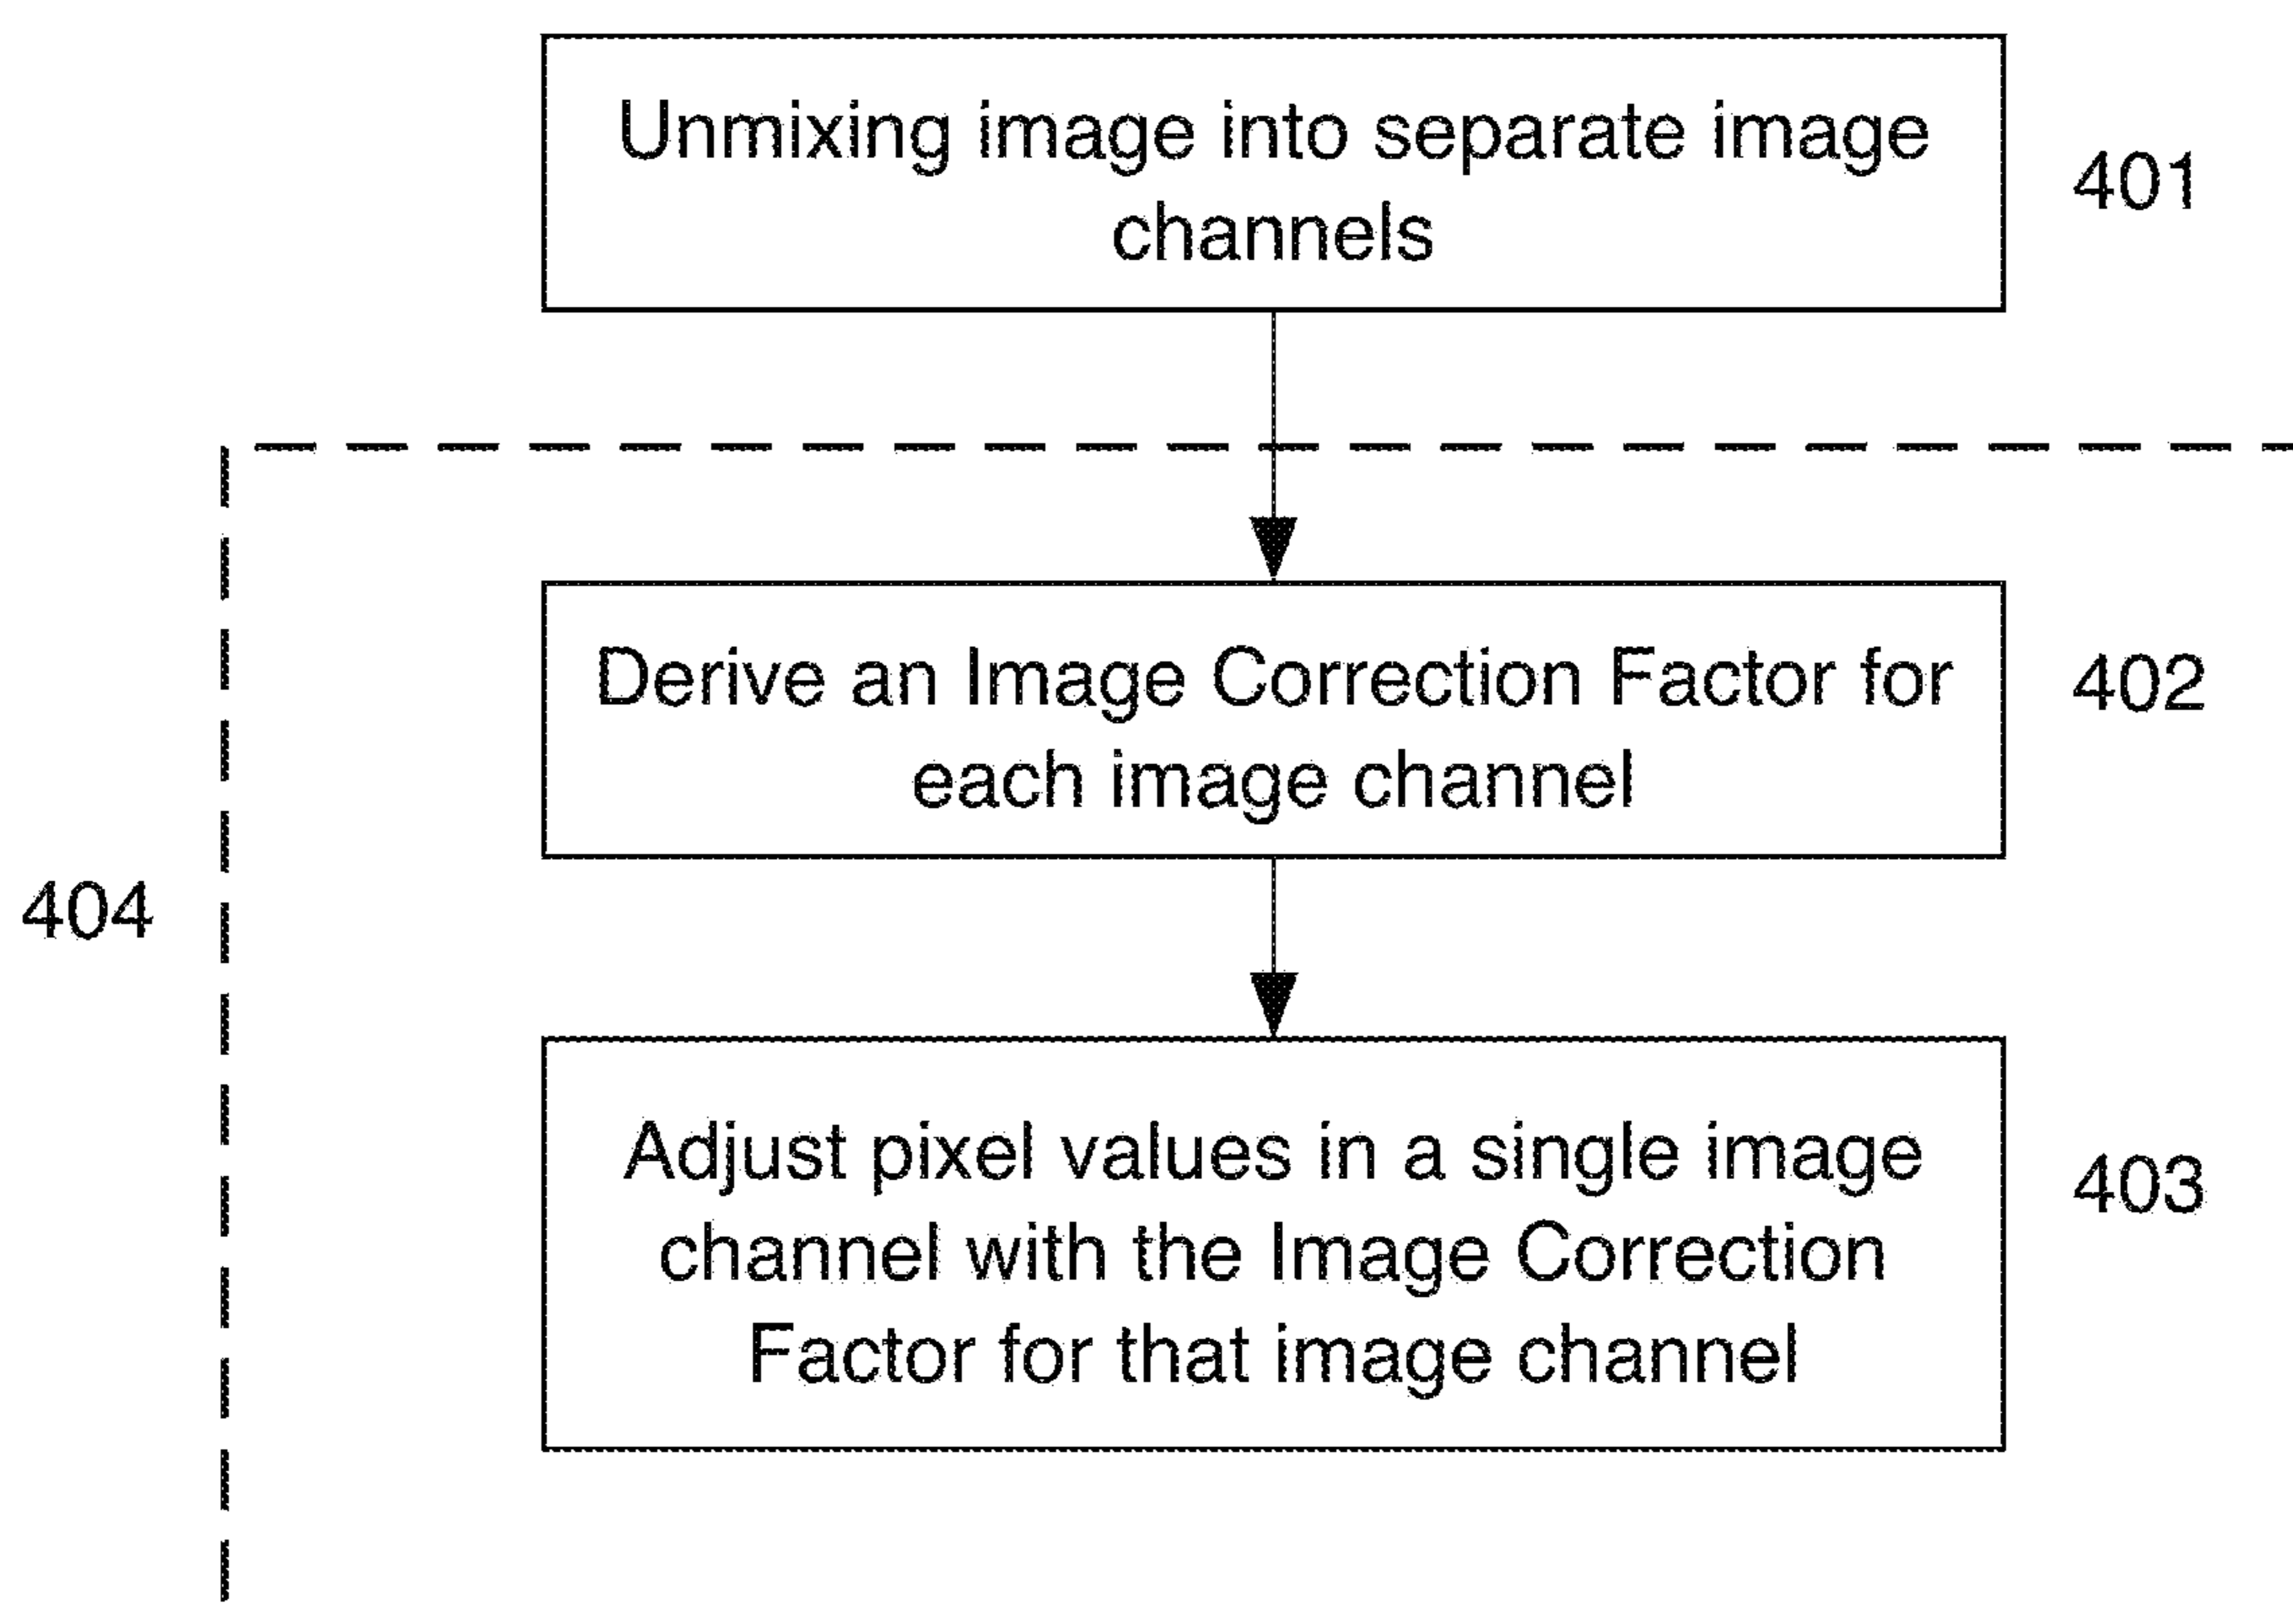 Unmixing image into separate image
channels
401
Derive an Image Correction Factor for
each image channel
402
404
Adjust pixel values in a single image
channel with the Image Correction
Factor for that image channel
403